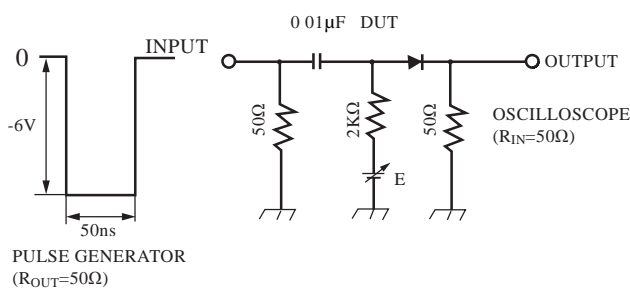 0 01µF DUT
0
INPUT
OUTPUT
-6V
50Ω
2KΩ
50Ω
OSCILLOSCOPE
(RIN=50Ω)
E
50ns
PULSE GENERATOR
(ROUT=50Ω)